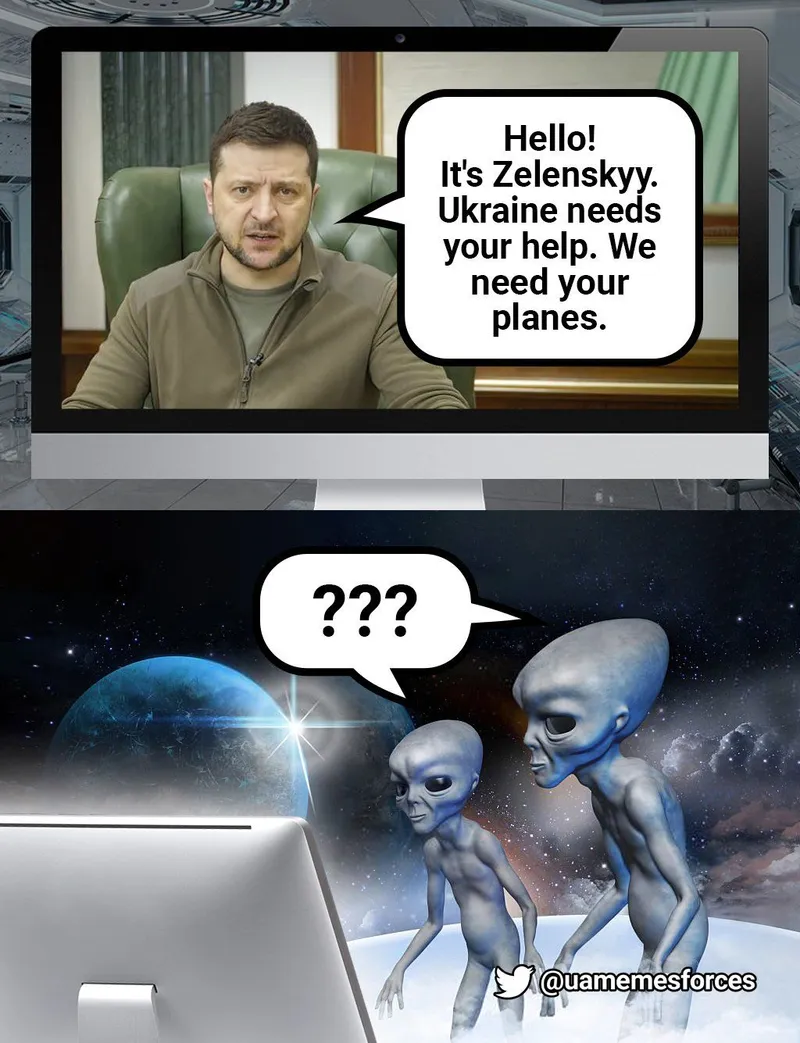 Hello!
It's Zelenskyy.
Ukraine needs
your help. We
need your
planes.
???
@uamemesforces